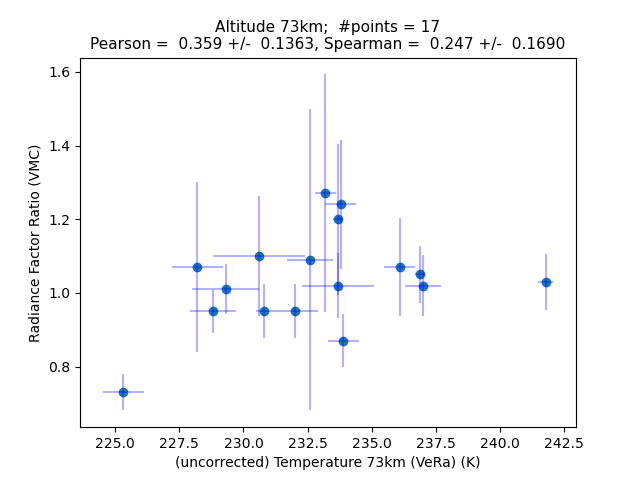 Altitude 73km;  #points = 17
Pearson =  0.359 +/-  0.1363, Spearman =  0.247 +/-  0.1690
1.6
1.4
1.2
1.0
0.8
Radiance Factor Ratio (VMC)
225.0 227.5 230.0 232.5 235.0 237.5 240.0 242.5
(uncorrected) Temperature 73km (VeRa) (K)